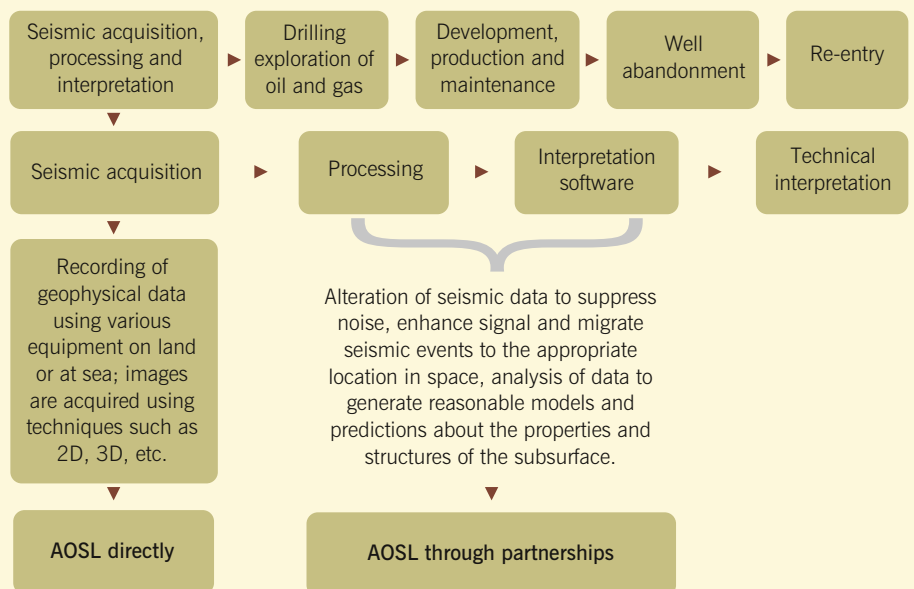 Seismic acquisition,
processing and
interpretation
Drilling
exploration of
oil and gas
Development,
production and
maintenance
Well
abandonment
Re-entry
Seismic acquisition
Processing
Interpretation
software
Technical
interpretation
Recording of
geophysical data
using various
equipment on land
or at sea; images
are acquired using
techniques such as
2D, 3D, etc.
Alteration of seismic data to suppress
noise, enhance signal and migrate
seismic events to the appropriate
location in space, analysis of data to
generate reasonable models and
predictions about the properties and
structures of the subsurface.
AOSL directly
AOSL through partnerships